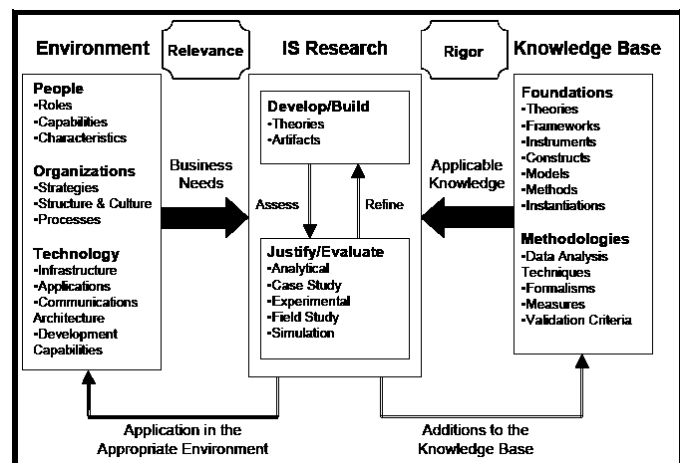 Environment
Relevance
IS Research
Rigor
Knowledge Base
People
▪Roles
▪Capabilities
▪Characteristics
Organizations
▪Strategies
▪Structure & Culture
▪Processes
Technology
▪Infrastructure
▪Applications
▪Communications
Architecture
▪Development
Capabilities
Business
Needs
Develop/Build
▪Theories
▪Artifacts
Assess
Refine
Justify/Evaluate
▪Analytical
▪Case Study
▪Experimental
▪Field Study
▪Simulation
Applicable
Knowledge
Foundations
▪Theories
▪Frameworks
▪Instruments
▪Constructs
▪Models
▪Methods
▪Instantiations
Methodologies
▪Data Analysis
Techniques
▪Formalisms
▪Measures
▪Validation Criteria
Application in the
Appropriate Environment
Additions to the
Knowledge Base